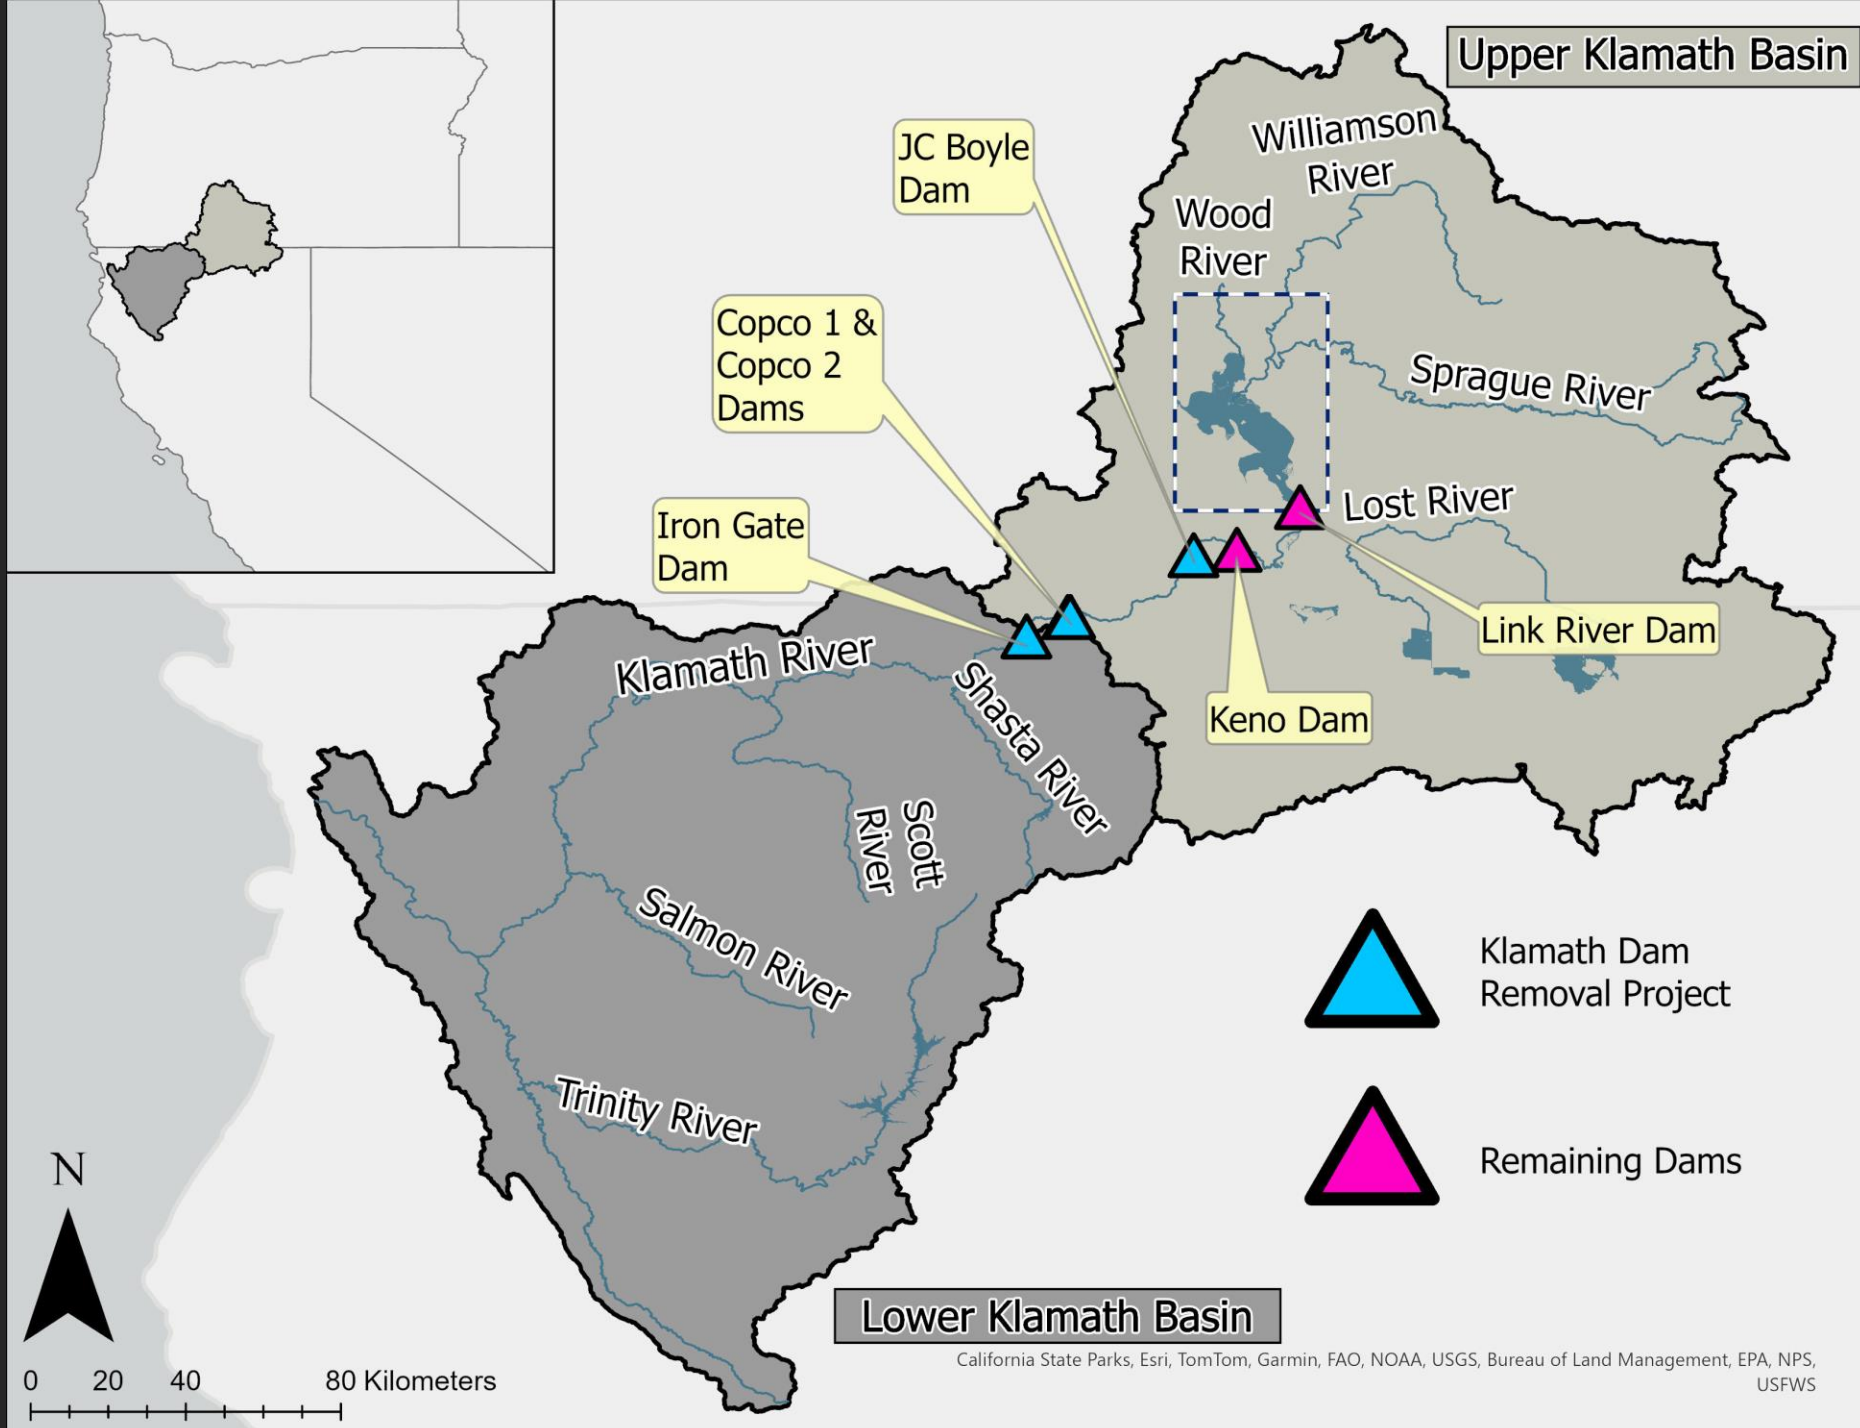 Upper Klamath Basin
Williamson
River
JC Boyle
Dam
Wood
River
Copco 1 &
Copco 2
Dams
Sprague River
Lost River
Iron Gate
Dam
Link River Dam
Klamath River
Shasta River
Keno Dam
Scott
River
Salmon River
Klamath Dam
Removal Project
Trinity River
Remaining Dams
N
Lower Klamath Basin
California State Parks, Esri, TomTom, Garmin, FAO, NOAA, USGS, Bureau of Land Management, EPA, NPS,
USFWS
0 20 40 80 Kilometers